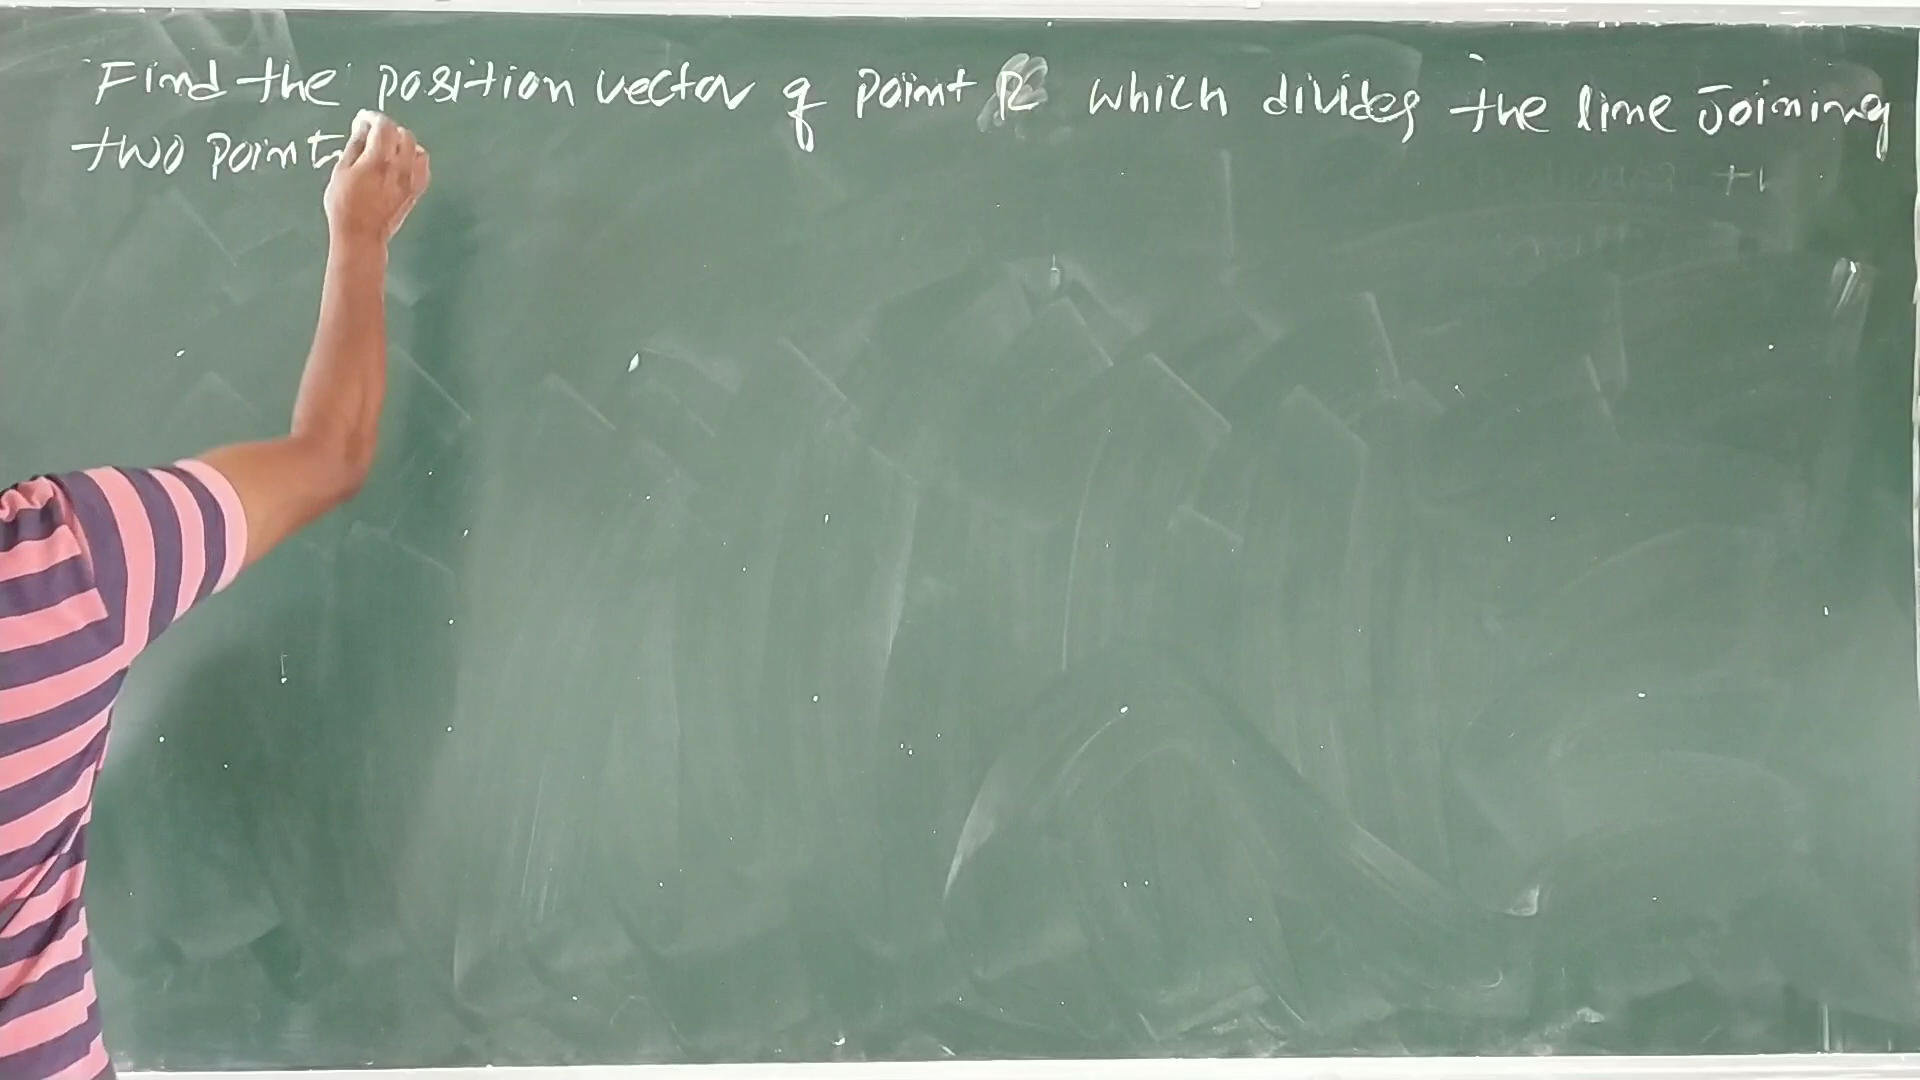 Find the position vector of point R which divides the line Joining
two points